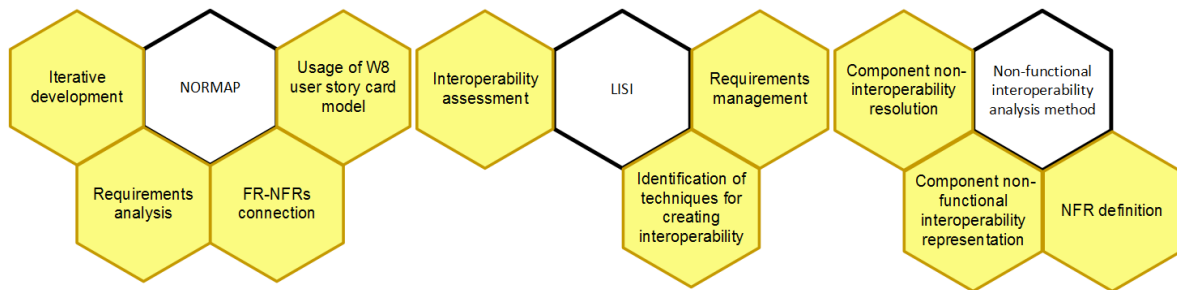 Iterative
development
NORMAP
Usage of W8
user story card
model
Requirements
analysis
FR-NFRs
connection
Interoperability
assessment
LISI
Requirements
management
Identification of
techniques for
creating
interoperability
Component non-
interoperability
resolution
Non-functional
interoperability
analysis method
Component non-
functional
interoperability
representation
NFR definition